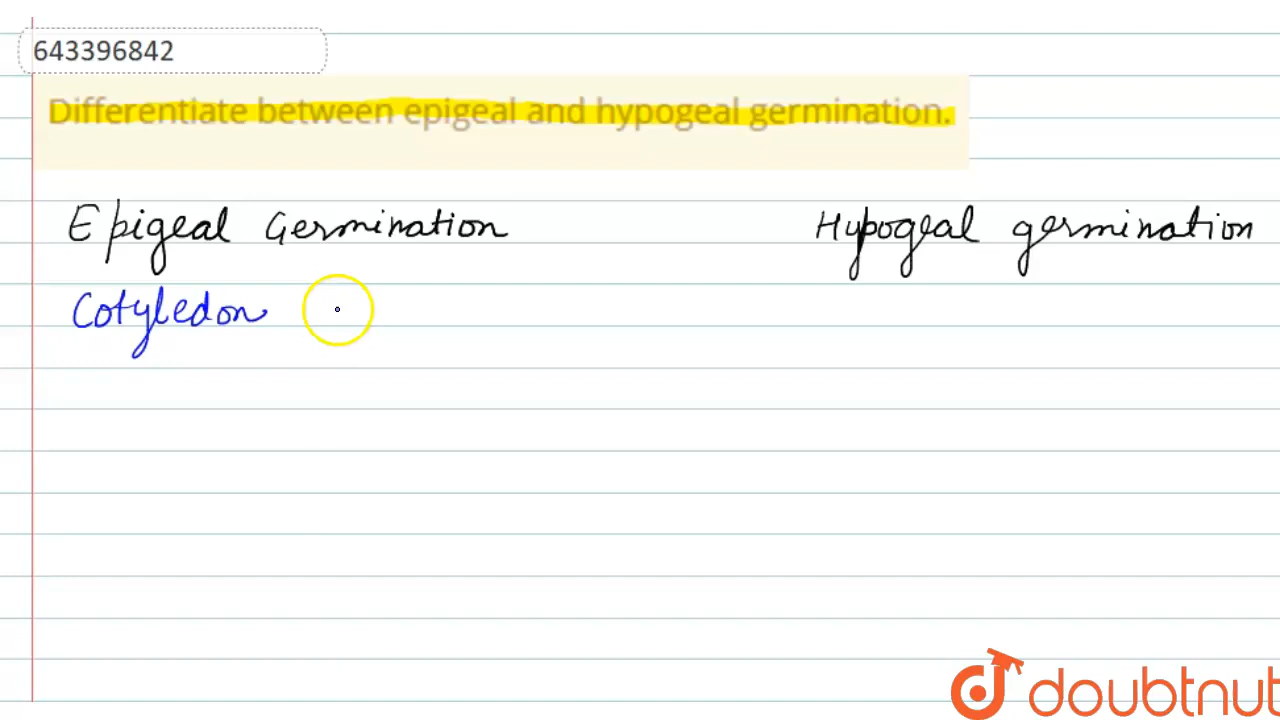 643396842
Differentiate between epigeal and hypogeal germination.
Epigeal Germination Hypogeal germination
Cotyledon
doubtnut